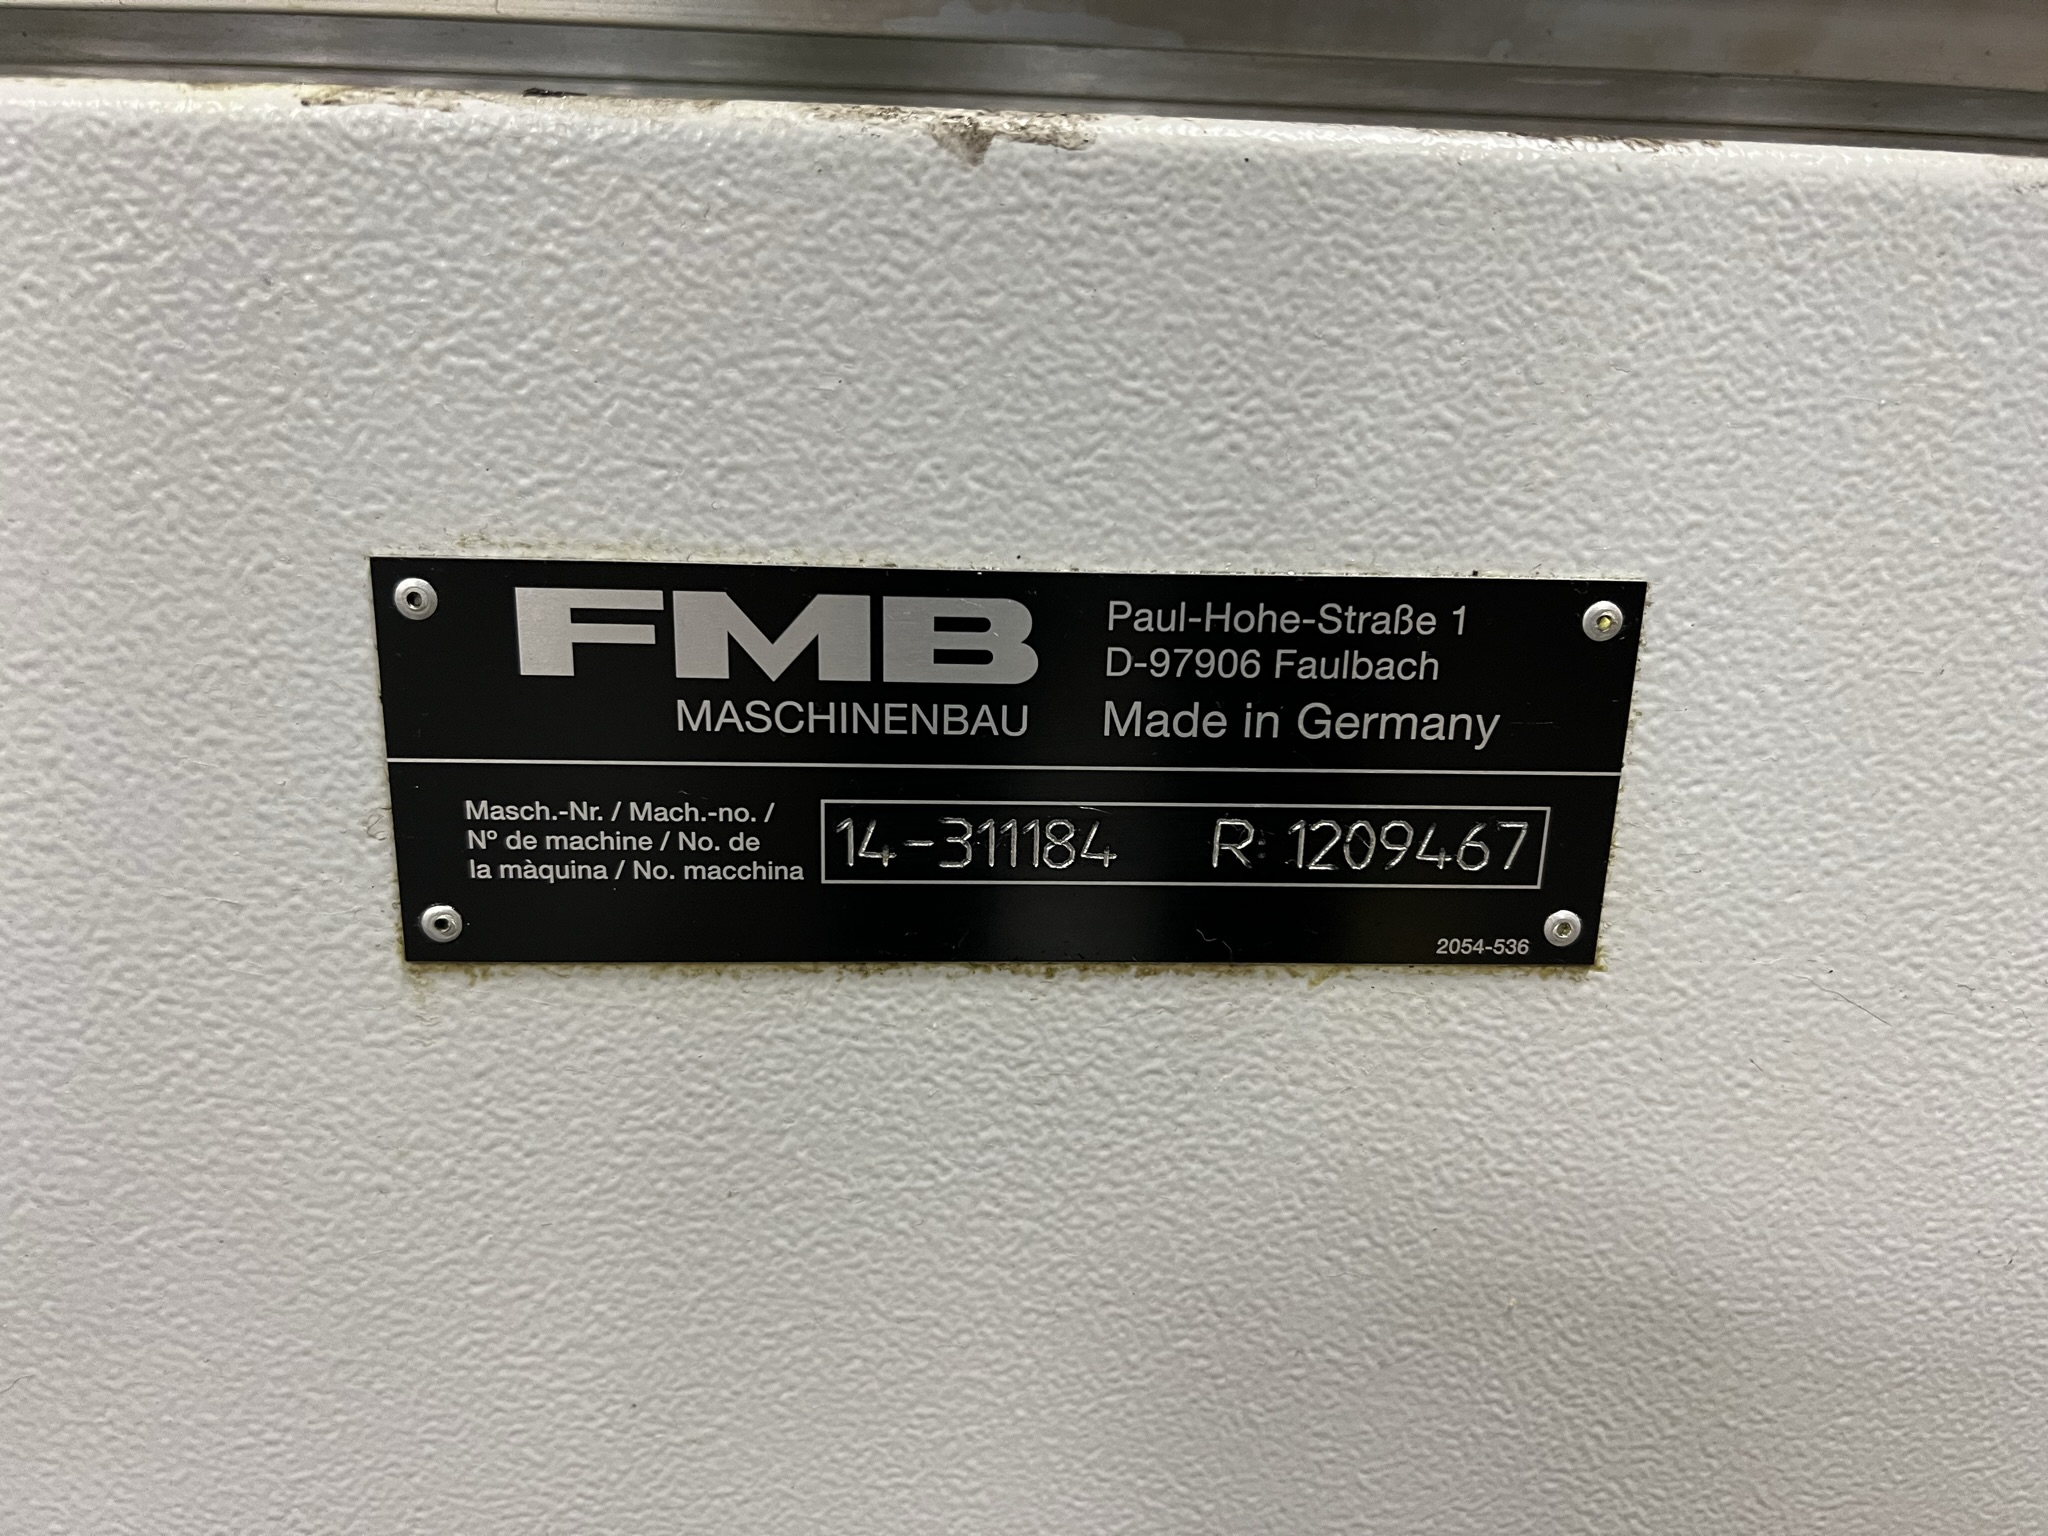 FMB
MASCHINENBAU
Paul-Hohe-Straße 1
D-97906 Faulbach
Made in Germany
Masch.-Nr. / Mach.-no. /
Nº de machine / No. de
la màquina / No. macchina
14-311184 R: 1209467
2054-536